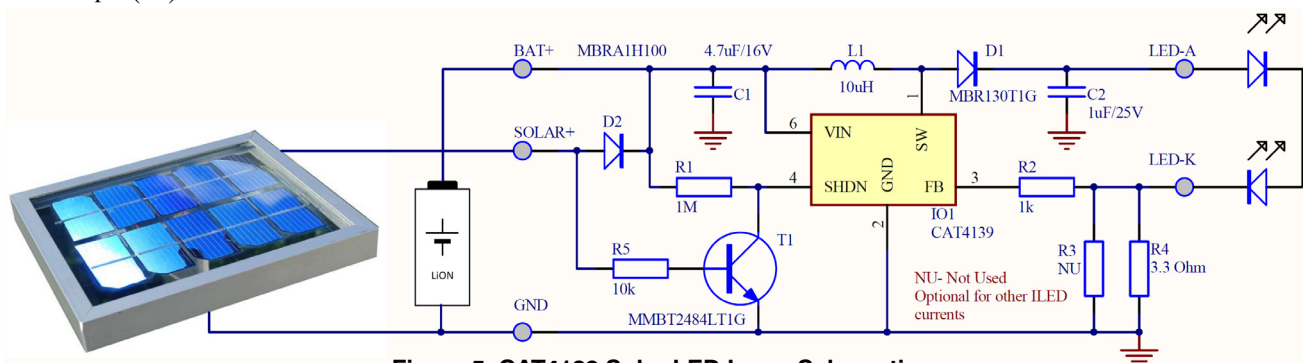 BAT+
MBRA1H100
4.7uF/16V
L1
10uH
D1
MBR130T1G
LED-A
C1
C2
1uF/25V
SOLAR+
D2
R1
1M
6
VIN
4
SHDN
GND
SW
1
2
FB
3
IO1
CAT4139
R2
1k
LED-K
LiON
R5
10k
T1
MMBT2484LT1G
GND
R3
NU
R4
3.3 Ohm
NU- Not Used
Optional for other ILED
currents